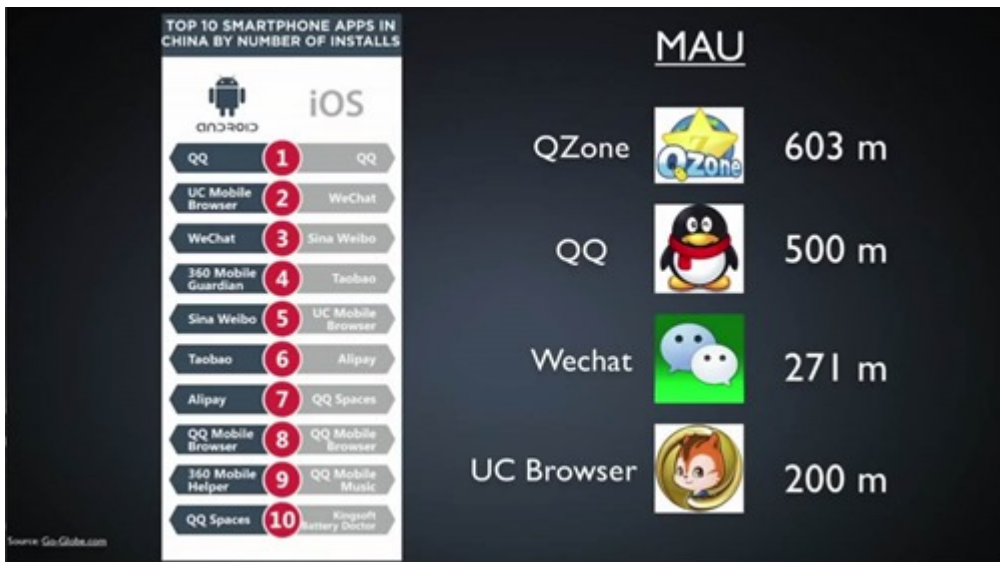 TOP 10 SMARTPHONE APPS IN
CHINA BY NUMBER OF INSTALLS
ANDROID
iOS
QQ 1 QQ
UC Mobile
Browser
2
WeChat
WeChat 3 Sina Weibo
360 Mobile
Guardian
4
Taobao
Sina Weibo
5
UC Mobile
Browser
Taobao 6 Alipay
Alipay 7 QQ Spaces
QQ Mobile
Browser
8
QQ Mobile
Browser
360 Mobile
Helper
9
QQ Mobile
Music
QQ Spaces
10
Kingsoft
Battery Doctor
MAU
QZone
QZone
603 m
QQ 500 m
Wechat 271 m
UC Browser 200 m
Source: Go-Globe.com